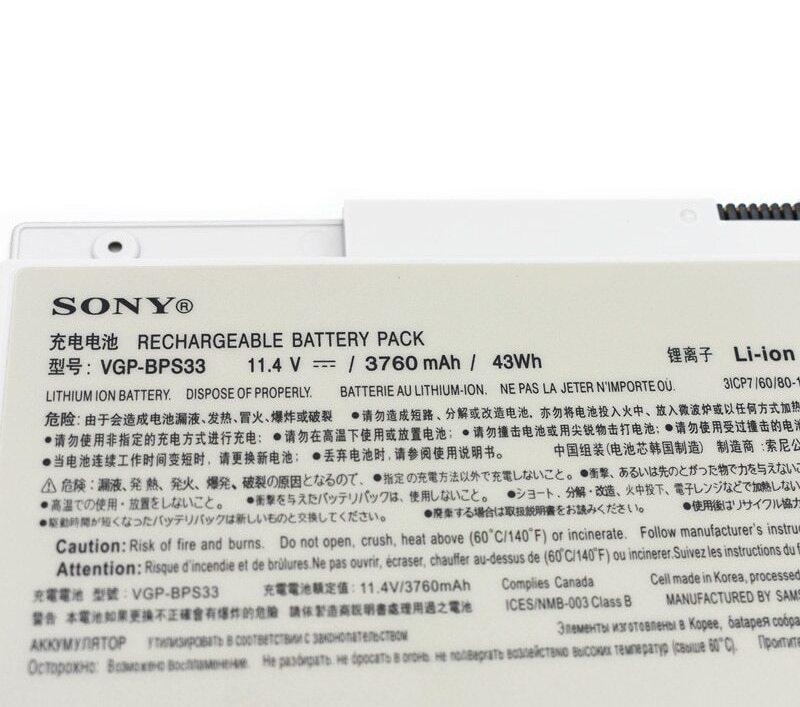 SONY®
充电电池 RECHARGEABLE BATTERY PACK
型号: VGP-BPS33 11.4 V ⎓ / 3760 mAh / 43Wh 锂离子 Li-ion
LITHIUM ION BATTERY. DISPOSE OF PROPERLY. BATTERIE AU LITHIUM-ION. NE PAS LA JETER N'IMPORTE OÙ. 3ICP7/60/80-1
危险: 由于会造成电池漏液、发热、冒火、爆炸或破裂 ●请勿造成短路、分解或改造电池。亦勿将电池投入火中、放入微波炉或以任何方式加热
●请勿使用非指定的充电方式进行充电; ●请勿在高温下使用或放置电池; ●请勿撞击电池或用尖锐物击打电池。 ●请勿使用受过撞击的电池
●当电池连续工作时间变短时, 请更换新电池; ●丢弃电池时, 请参阅使用说明书。 中国组装(电池芯韩国制造) 制造商 :索尼公
⚠ 危険: 漏液、発熱、発火、爆発、破裂の原因となるので、 ●指定の充電方法以外で充電しないこと。 ●衝撃、あるいは先のとがった物で力を与えないこ
●高温での使用・放置をしないこと。 ●衝撃を与えたバッテリパックは、使用しないこと。 ●ショート、分解・改造、火中投下、電子レンジなどで加熱しない
●駆動時間が短くなったバッテリパックは新しいものと交換してください。 ●廃棄する場合は取扱説明書をお読みください。 ●使用後はリサイクル協力
Caution: Risk of fire and burns. Do not open, crush, heat above (60°C/140°F) or incinerate. Follow manufacturer's instruc
Attention: Risque d'incendie et de brûlures.Ne pas ouvrir, écraser, chauffer au-dessus de (60°C/140°F) ou incinerer.Suivez les instructions du f
充電電池 型號: VGP-BPS33 充電電池額定值: 11.4V/3760mAh Complies Canada Cell made in Korea, processed
警告 本電池如果更換不正確會有爆炸的危險 請依製造商說明書處理用過之電池 ICES/NMB-003 Class B MANUFACTURED BY SAMS
АККУМУЛЯТОР УТИЛИЗИРОВАТЬ В СООТВЕТСТВИИ С ЗАКОНОДАТЕЛЬСТВОМ Элементы изготовлены в Корее, батарея собра
Осторожно: Возможно воспламенение. Не разбирать, не бросать в огонь, не подвергать воздействию высоких температур (свыше 60°C). Прочтите